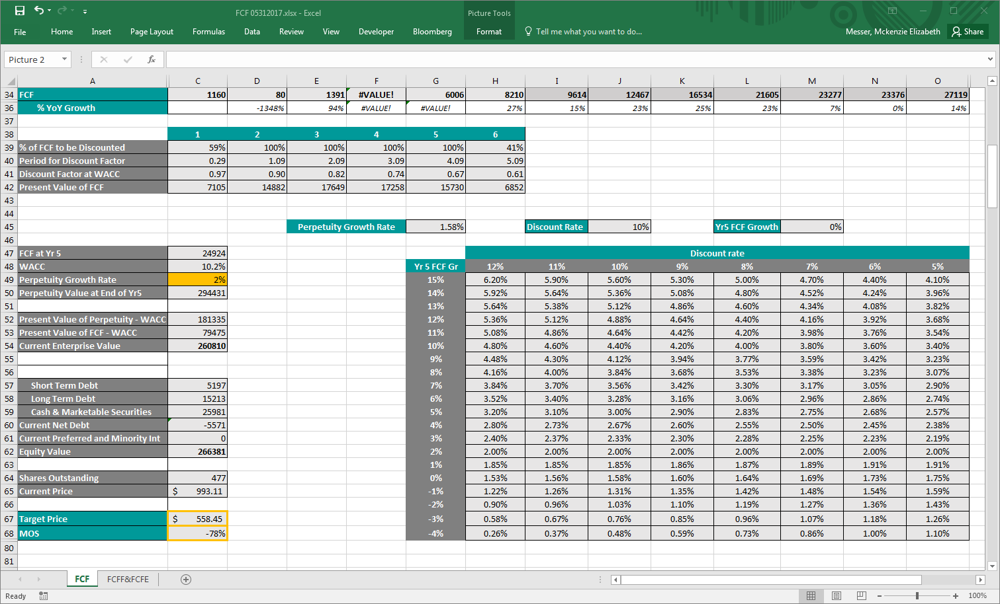 FCF 05312017.xlsx - Excel
Picture Tools
File Home Insert Page Layout Formulas Data Review View Developer Bloomberg Format Tell me what you want to do... Messer, Mckenzie Elizabeth Share
Picture 2 fx
A C D E F G H I J K L M N O
34 FCF 1160 80 1391 #VALUE! 6006 8210 9614 12467 16534 21605 23277 23376 27119
36 % YoY Growth -1348% 94% #VALUE! #VALUE! 27% 15% 23% 25% 23% 7% 0% 14%
37
38 1 2 3 4 5 6
39 % of FCF to be Discounted 59% 100% 100% 100% 100% 41%
40 Period for Discount Factor 0.29 1.09 2.09 3.09 4.09 5.09
41 Discount Factor at WACC 0.97 0.90 0.82 0.74 0.67 0.61
42 Present Value of FCF 7105 14882 17649 17258 15730 6852
43
44
45 Perpetuity Growth Rate 1.58% Discount Rate 10% Yr5 FCF Growth 0%
46
47 FCF at Yr 5 24924 Discount rate
48 WACC 10.2% Yr 5 FCF Gr 12% 11% 10% 9% 8% 7% 6% 5%
49 Perpetuity Growth Rate 2% 15% 6.20% 5.90% 5.60% 5.30% 5.00% 4.70% 4.40% 4.10%
50 Perpetuity Value at End of Yr5 294431 14% 5.92% 5.64% 5.36% 5.08% 4.80% 4.52% 4.24% 3.96%
51 13% 5.64% 5.38% 5.12% 4.86% 4.60% 4.34% 4.08% 3.82%
52 Present Value of Perpetuity - WACC 181335 12% 5.36% 5.12% 4.88% 4.64% 4.40% 4.16% 3.92% 3.68%
53 Present Value of FCF - WACC 79475 11% 5.08% 4.86% 4.64% 4.42% 4.20% 3.98% 3.76% 3.54%
54 Current Enterprise Value 260810 10% 4.80% 4.60% 4.40% 4.20% 4.00% 3.80% 3.60% 3.40%
55 9% 4.48% 4.30% 4.12% 3.94% 3.77% 3.59% 3.42% 3.23%
56 8% 4.16% 4.00% 3.84% 3.68% 3.53% 3.38% 3.23% 3.07%
57 Short Term Debt 5197 7% 3.84% 3.70% 3.56% 3.42% 3.30% 3.17% 3.05% 2.90%
58 Long Term Debt 15213 6% 3.52% 3.40% 3.28% 3.16% 3.06% 2.96% 2.86% 2.74%
59 Cash & Marketable Securities 25981 5% 3.20% 3.10% 3.00% 2.90% 2.83% 2.75% 2.68% 2.57%
60 Current Net Debt -5571 4% 2.80% 2.73% 2.67% 2.60% 2.55% 2.50% 2.45% 2.38%
61 Current Preferred and Minority Int 0 3% 2.40% 2.37% 2.33% 2.30% 2.28% 2.25% 2.23% 2.19%
62 Equity Value 266381 2% 2.00% 2.00% 2.00% 2.00% 2.00% 2.00% 2.00% 2.00%
63 1% 1.85% 1.85% 1.85% 1.86% 1.87% 1.89% 1.91% 1.91%
64 Shares Outstanding 477 0% 1.53% 1.56% 1.58% 1.60% 1.64% 1.69% 1.73% 1.75%
65 Current Price $ 993.11 -1% 1.22% 1.26% 1.31% 1.35% 1.42% 1.48% 1.54% 1.59%
66 -2% 0.90% 0.96% 1.03% 1.10% 1.19% 1.27% 1.36% 1.43%
67 Target Price $ 558.45 -3% 0.58% 0.67% 0.76% 0.85% 0.96% 1.07% 1.18% 1.26%
68 MOS -78% -4% 0.26% 0.37% 0.48% 0.59% 0.73% 0.86% 1.00% 1.10%
80
81
FCF FCFF&FCFE
Ready 100%